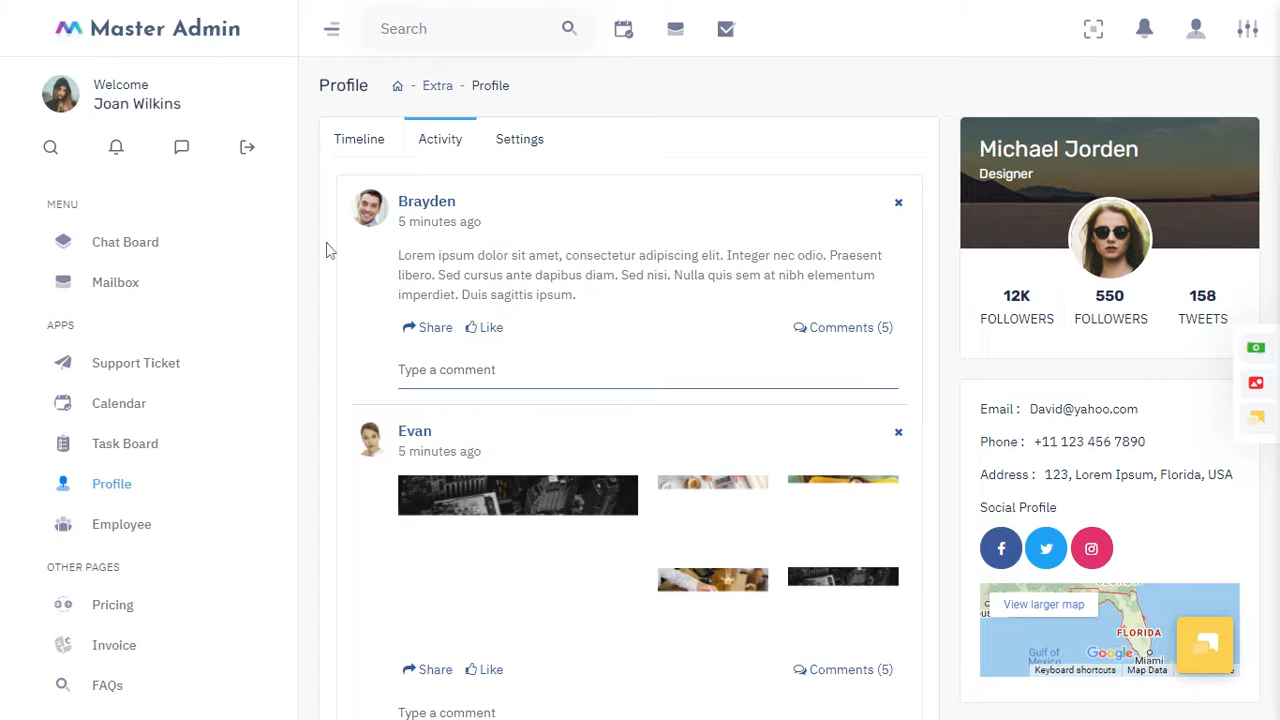 Master Admin
Search
Welcome
Joan Wilkins
MENU
Chat Board
Mailbox
APPS
Support Ticket
Calendar
Task Board
Profile
Employee
OTHER PAGES
Pricing
Invoice
FAQs
Profile - Extra - Profile
Timeline Activity Settings
Brayden
5 minutes ago
Lorem ipsum dolor sit amet, consectetur adipiscing elit. Integer nec odio. Praesent
libero. Sed cursus ante dapibus diam. Sed nisi. Nulla quis sem at nibh elementum
imperdiet. Duis sagittis ipsum.
Share Like Comments (5)
Type a comment
Evan
5 minutes ago
Share Like Comments (5)
Type a comment
Michael Jorden
Designer
12K 550 158
FOLLOWERS FOLLOWERS TWEETS
Email : David@yahoo.com
Phone : +11 123 456 7890
Address : 123, Lorem Ipsum, Florida, USA
Social Profile
View larger map
FLORIDA
Gulf of
Mexico
Google
Miami
Keyboard shortcuts Map Data